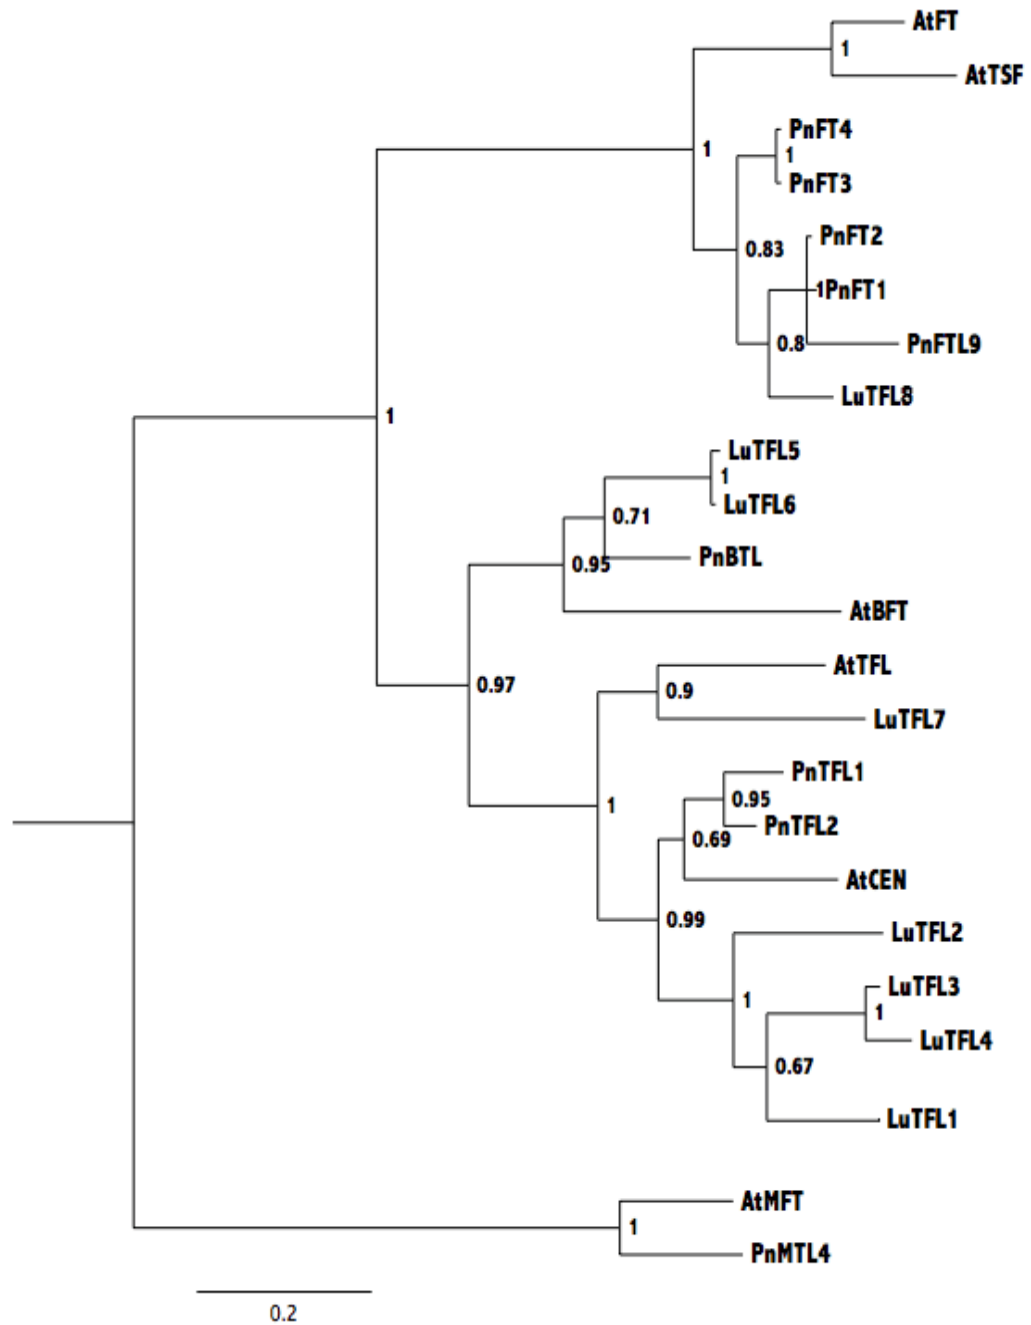 AtFT
1
AtTSF
PnFT4
1
1
PnFT3
PnFT2
0.83
1PnFT1
0.8
PnFTL9
LuTFL8
1
LuTFL5
1
LuTFL6
0.71
PnBTL
0.95
AtBFT
AtTFL
0.97
0.9
LuTFL7
PnTFL1
0.95
1
PnTFL2
0.69
AtCEN
0.99
LuTFL2
LuTFL3
1
1
LuTFL4
0.67
LuTFL1
AtMFT
1
PnMTL4
0.2